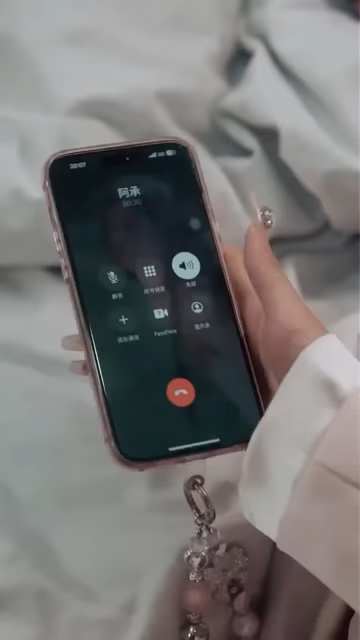 22:07
阿承
00:30
静音
拨号键盘
免提
添加通话
FaceTime
通讯录